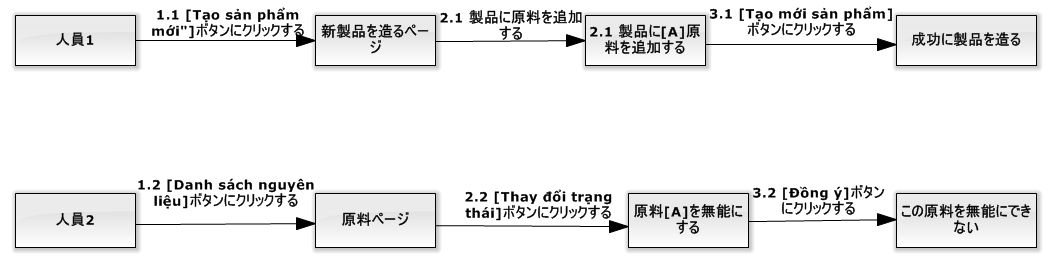 人員1
1.1 [Tạo sản phẩm
mới"]ボタンにクリックする
新製品を造るペー
ジ
2.1 製品に原料を追加
する
2.1 製品に[A]原
料を追加する
3.1 [Tạo mới sản phẩm]
ボタンにクリックする
成功に製品を造る
人員2
1.2 [Danh sách nguyên
liệu]ボタンにクリックする
原料ページ
2.2 [Thay đổi trạng
thái]ボタンにクリックする
原料[A]を無能に
する
3.2 [Đồng ý]ボタン
にクリックする
この原料を無能にでき
ない